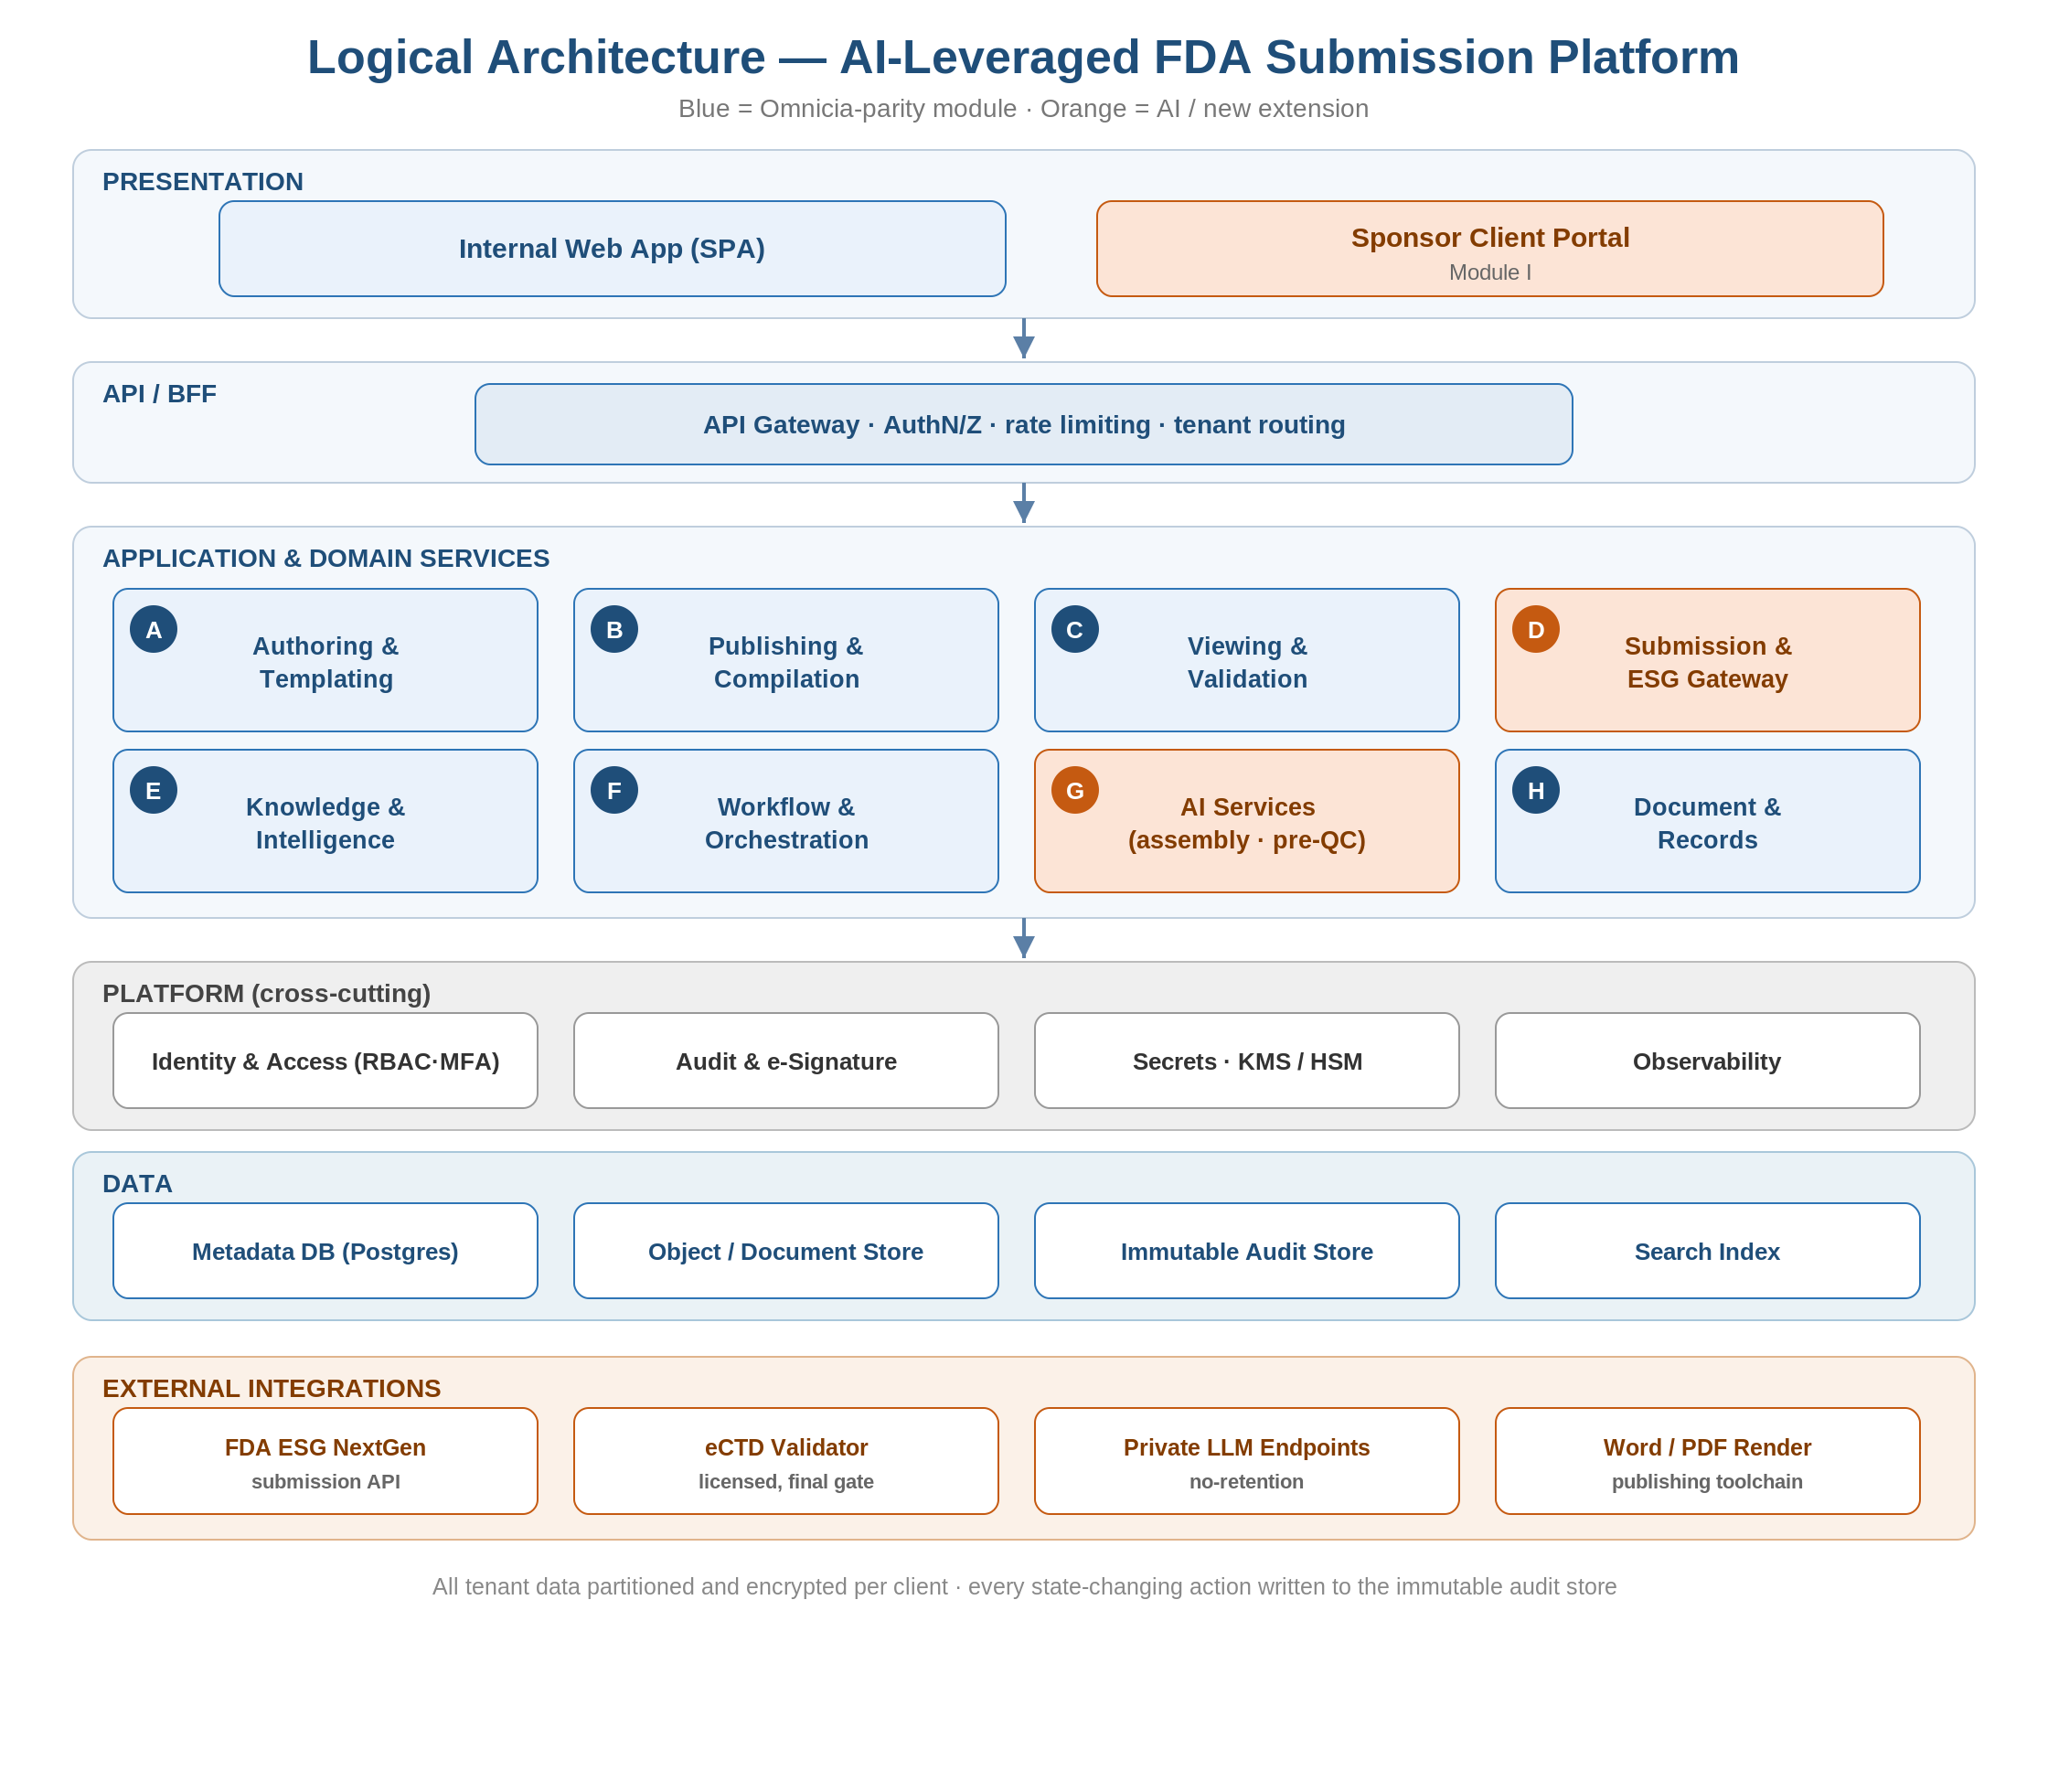 Logical Architecture — AI-Leveraged FDA Submission Platform
Blue = Omnicia-parity module · Orange = AI / new extension
PRESENTATION
Internal Web App (SPA)
Sponsor Client Portal
Module I
API / BFF
API Gateway · AuthN/Z · rate limiting · tenant routing
APPLICATION & DOMAIN SERVICES
A
Authoring &
Templating
B
Publishing &
Compilation
C
Viewing &
Validation
D
Submission &
ESG Gateway
E
Knowledge &
Intelligence
F
Workflow &
Orchestration
G
AI Services
(assembly · pre-QC)
H
Document &
Records
PLATFORM (cross-cutting)
Identity & Access (RBAC·MFA)
Audit & e-Signature
Secrets · KMS / HSM
Observability
DATA
Metadata DB (Postgres)
Object / Document Store
Immutable Audit Store
Search Index
EXTERNAL INTEGRATIONS
FDA ESG NextGen
submission API
eCTD Validator
licensed, final gate
Private LLM Endpoints
no-retention
Word / PDF Render
publishing toolchain
All tenant data partitioned and encrypted per client · every state-changing action written to the immutable audit store